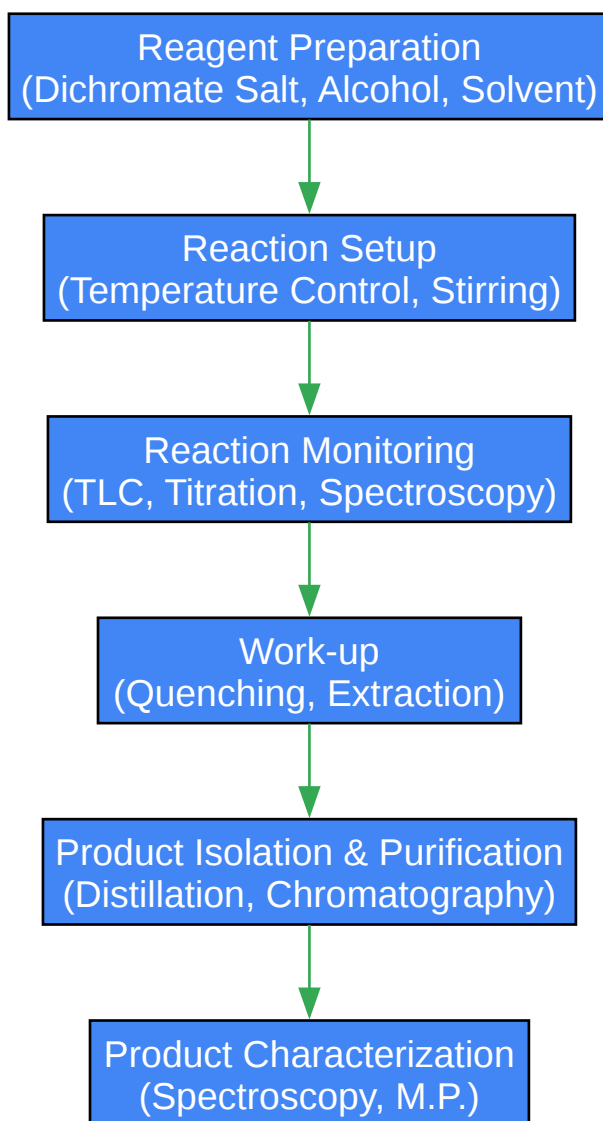 Reagent Preparation
(Dichromate Salt, Alcohol, Solvent)
Reaction Setup
(Temperature Control, Stirring)
Reaction Monitoring
(TLC, Titration, Spectroscopy)
Work-up
(Quenching, Extraction)
Product Isolation & Purification
(Distillation, Chromatography)
Product Characterization
(Spectroscopy, M.P.)